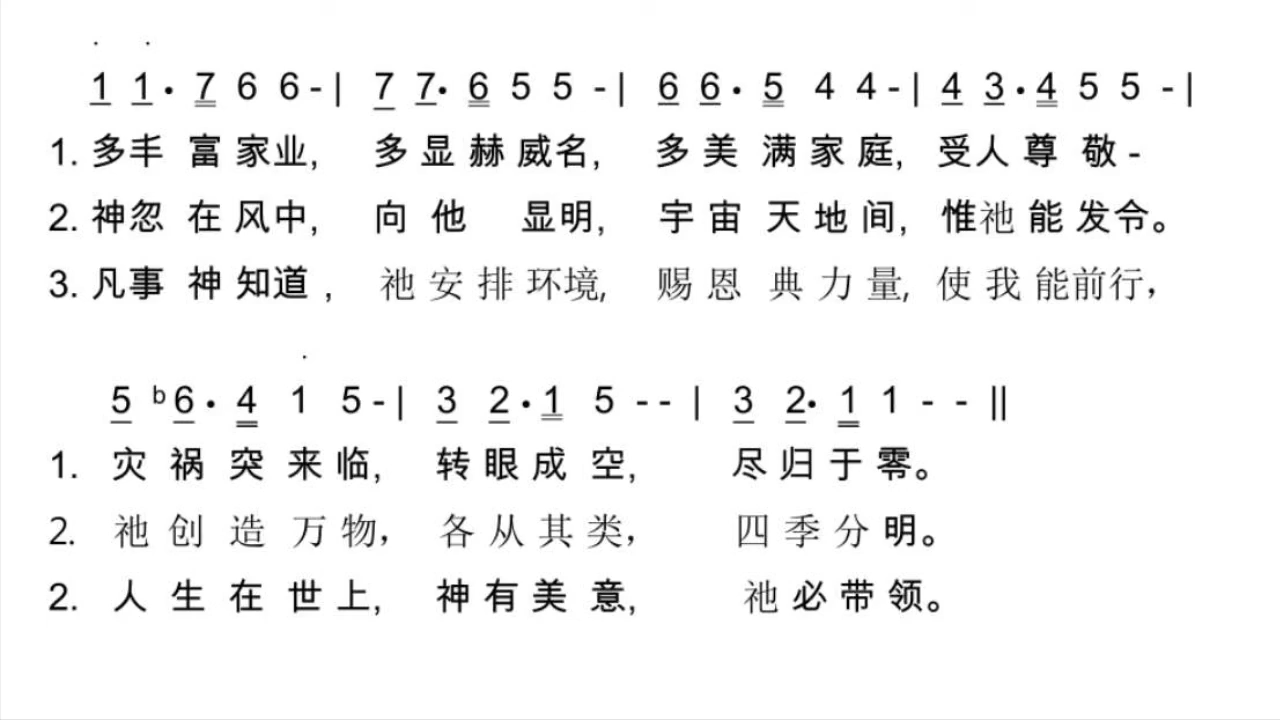 1 1· 7 6 6 - | 7 7· 6 5 5 - | 6 6· 5 4 4 - | 4 3· 4 5 5 - |
1. 多丰 富 家业, 多 显 赫 威名, 多 美 满 家 庭, 受人 尊 敬 -
2. 神忽 在 风中, 向 他 显明, 宇 宙 天 地 间, 惟祂 能 发令。
3. 凡事 神 知道 , 祂 安 排 环境, 赐 恩 典 力 量, 使 我 能前行，
5 b6· 4 1 5 - | 3 2· 1 5 - - | 3 2· 1 1 - - ||
1. 灾 祸 突 来 临, 转 眼 成 空, 尽 归 于 零。
2. 祂 创 造 万 物， 各 从 其 类， 四 季 分 明。
2. 人 生 在 世 上, 神 有 美 意, 祂 必 带 领。